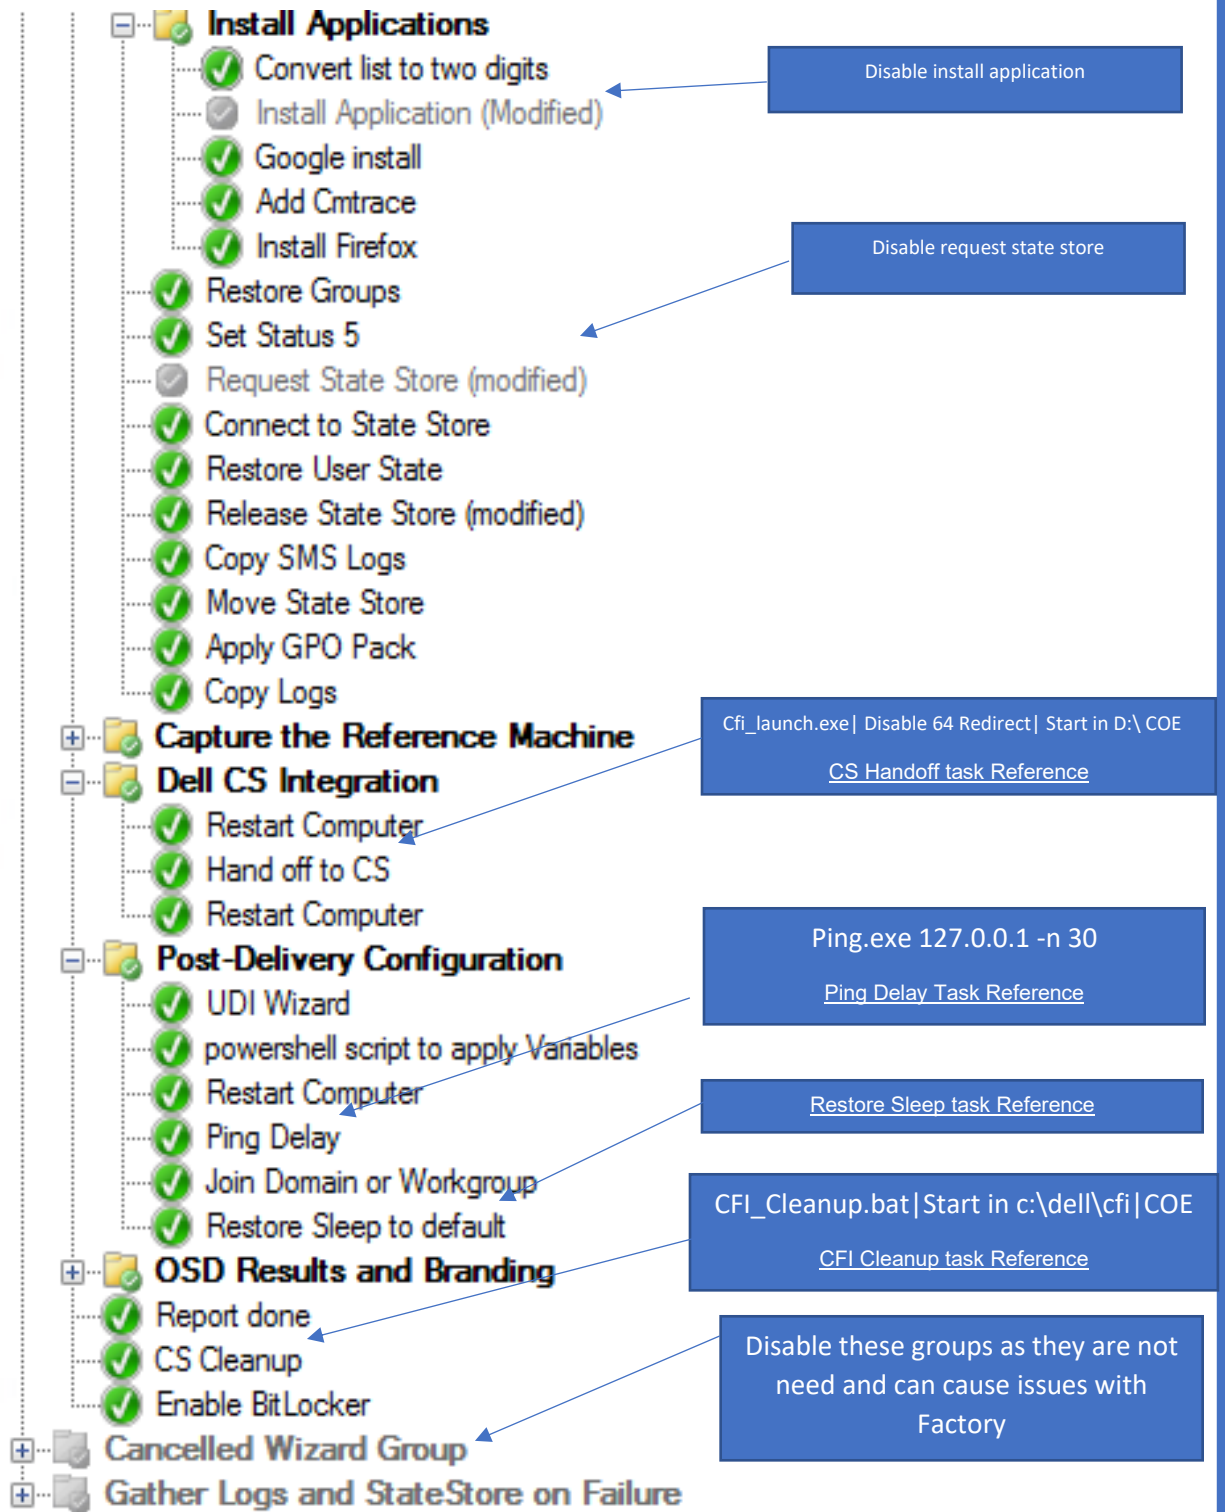 Install Applications
Convert list to two digits
Disable install application
Install Application (Modified)
Google install
Add Cmtrace
Install Firefox
Disable request state store
Restore Groups
Set Status 5
Request State Store (modified)
Connect to State Store
Restore User State
Release State Store (modified)
Copy SMS Logs
Move State Store
Apply GPO Pack
Copy Logs
Capture the Reference Machine
Cfi_launch.exe| Disable 64 Redirect| Start in D:\ COE
CS Handoff task Reference
Dell CS Integration
Restart Computer
Hand off to CS
Restart Computer
Post-Delivery Configuration
Ping.exe 127.0.0.1 -n 30
Ping Delay Task Reference
UDI Wizard
powershell script to apply Variables
Restart Computer
Restore Sleep task Reference
Ping Delay
Join Domain or Workgroup
Restore Sleep to default
CFI_Cleanup.bat|Start in c:\dell\cfi|COE
CFI Cleanup task Reference
OSD Results and Branding
Report done
CS Cleanup
Enable BitLocker
Disable these groups as they are not
need and can cause issues with
Factory
Cancelled Wizard Group
Gather Logs and StateStore on Failure